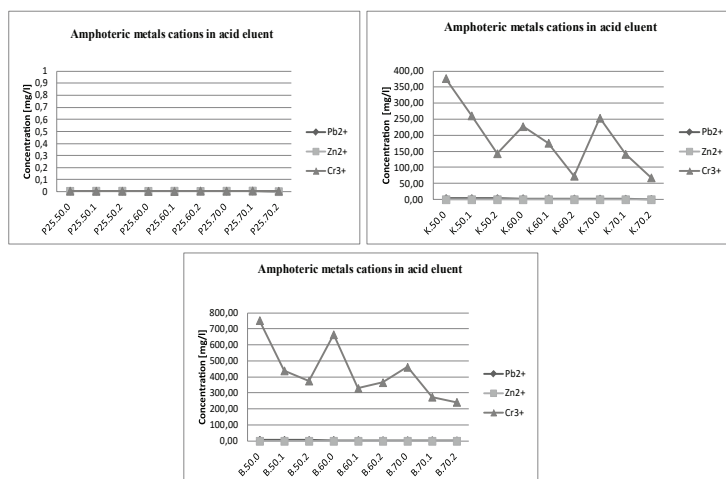 Amphoteric metals cations in acid eluent
Concentration [mg/l]
1
0,9
0,8
0,7
0,6
0,5
0,4
0,3
0,2
0,1
0
P25.50.0
P25.50.1
P25.50.2
P25.60.0
P25.60.1
P25.60.2
P25.70.0
P25.70.1
P25.70.2
Pb2+
Zn2+
Cr3+
Amphoteric metals cations in acid eluent
Concentration [mg/l]
400,00
350,00
300,00
250,00
200,00
150,00
100,00
50,00
0,00
K.50.0
K.50.1
K.50.2
K.60.0
K.60.1
K.60.2
K.70.0
K.70.1
K.70.2
Pb2+
Zn2+
Cr3+
Amphoteric metals cations in acid eluent
Concentration [mg/l]
800,00
700,00
600,00
500,00
400,00
300,00
200,00
100,00
0,00
B.50.0
B.50.1
B.50.2
B.60.0
B.60.1
B.60.2
B.70.0
B.70.1
B.70.2
Pb2+
Zn2+
Cr3+